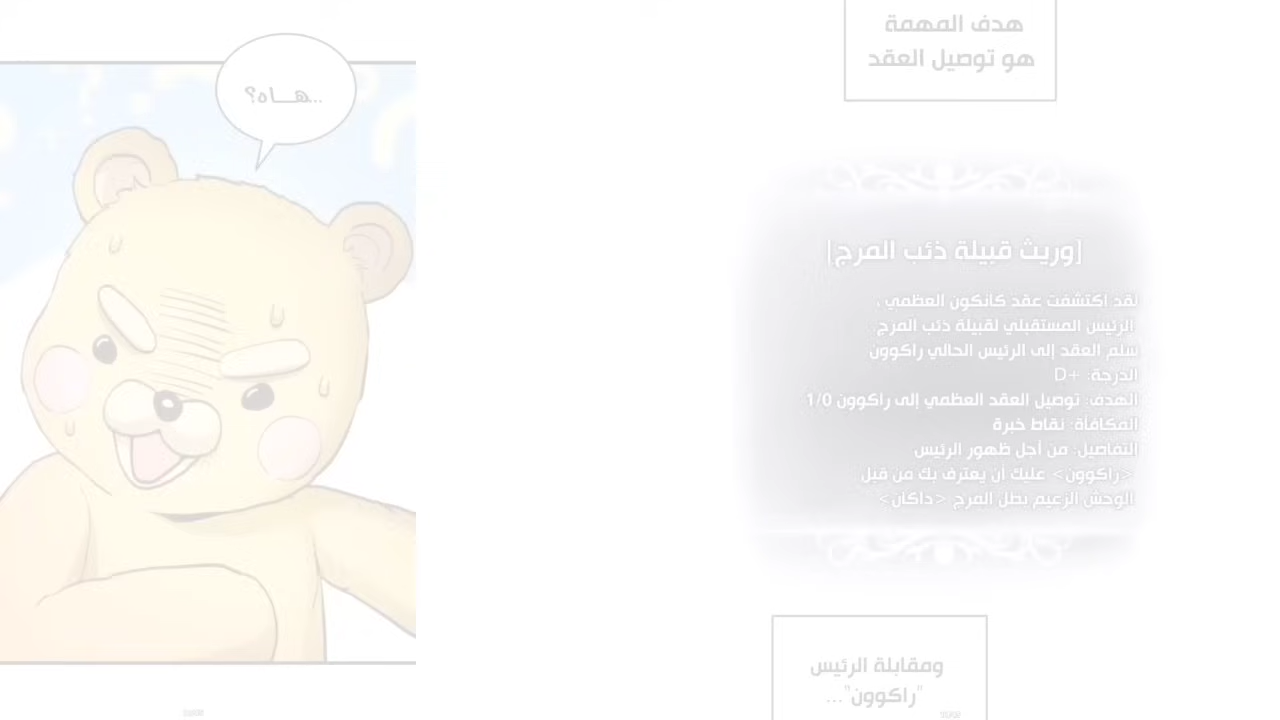 ...هـــاه؟
هدف المهمة
هو توصيل العقد
[وريث قبيلة ذئب المرج]
لقد اكتشفت عقد كانكون العظمي ،
الرئيس المستقبلي لقبيلة ذئب المرج.
سلم العقد إلى الرئيس الحالي راكوون
الدرجة: +D
الهدف: توصيل العقد العظمي إلى راكوون 1/0
المكافأة: نقاط خبرة
التفاصيل: من أجل ظهور الرئيس
<راكوون> عليك أن يعترف بك من قبل
الوحش الزعيم بطل المرج <داكان>
ومقابلة الرئيس
"راكوون"...